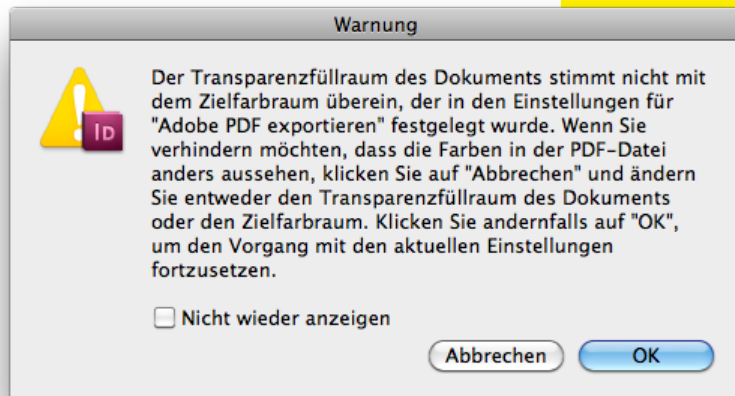 Warnung
Der Transparenzfüllraum des Dokuments stimmt nicht mit
dem Zielfarbraum überein, der in den Einstellungen für
"Adobe PDF exportieren" festgelegt wurde. Wenn Sie
verhindern möchten, dass die Farben in der PDF-Datei
anders aussehen, klicken Sie auf "Abbrechen" und ändern
Sie entweder den Transparenzfüllraum des Dokuments
oder den Zielfarbraum. Klicken Sie andernfalls auf "OK",
um den Vorgang mit den aktuellen Einstellungen
fortzusetzen.
ID
Nicht wieder anzeigen
Abbrechen OK